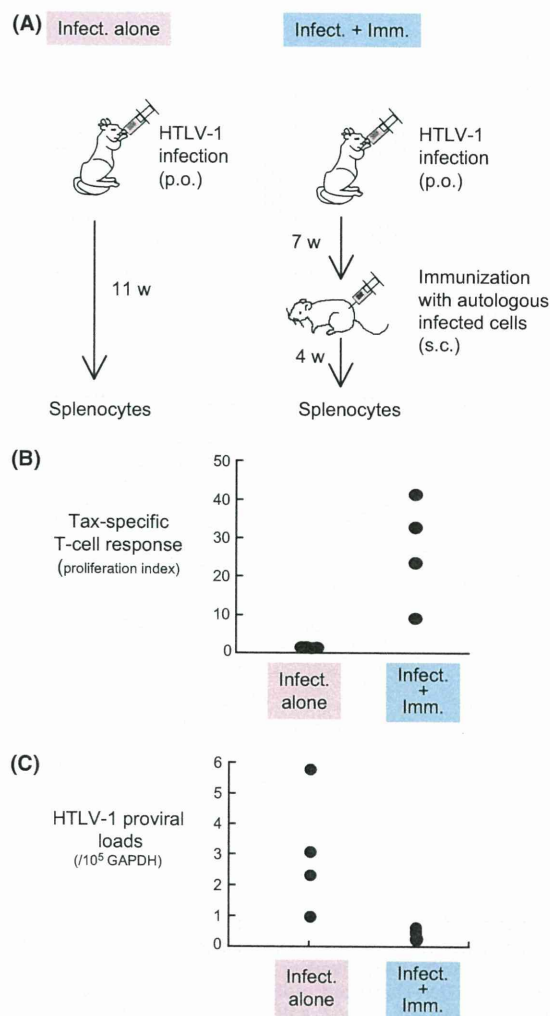 (A)
Infect. alone
Infect. + Imm.
HTLV-1
infection
(p.o.)
11 w
Splenocytes
HTLV-1
infection
(p.o.)
7 w
Immunization
with autologous
infected cells
(s.c.)
4 w
Splenocytes
(B)
Tax-specific
T-cell response
(proliferation index)
50
40
30
20
10
0
Infect.
alone
Infect.
+
Imm.
(C)
HTLV-1 proviral
loads
(/10⁵ GAPDH)
6
5
4
3
2
1
0
Infect.
alone
Infect.
+
Imm.